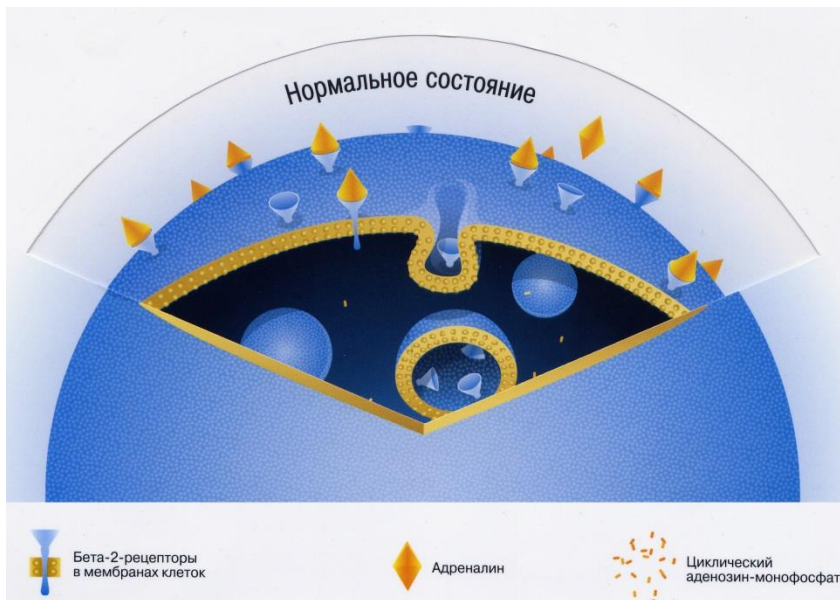 Нормальное состояние
Бета-2-рецепторы
в мембранах клеток
Адреналин
Циклический
аденозин-монофосфат